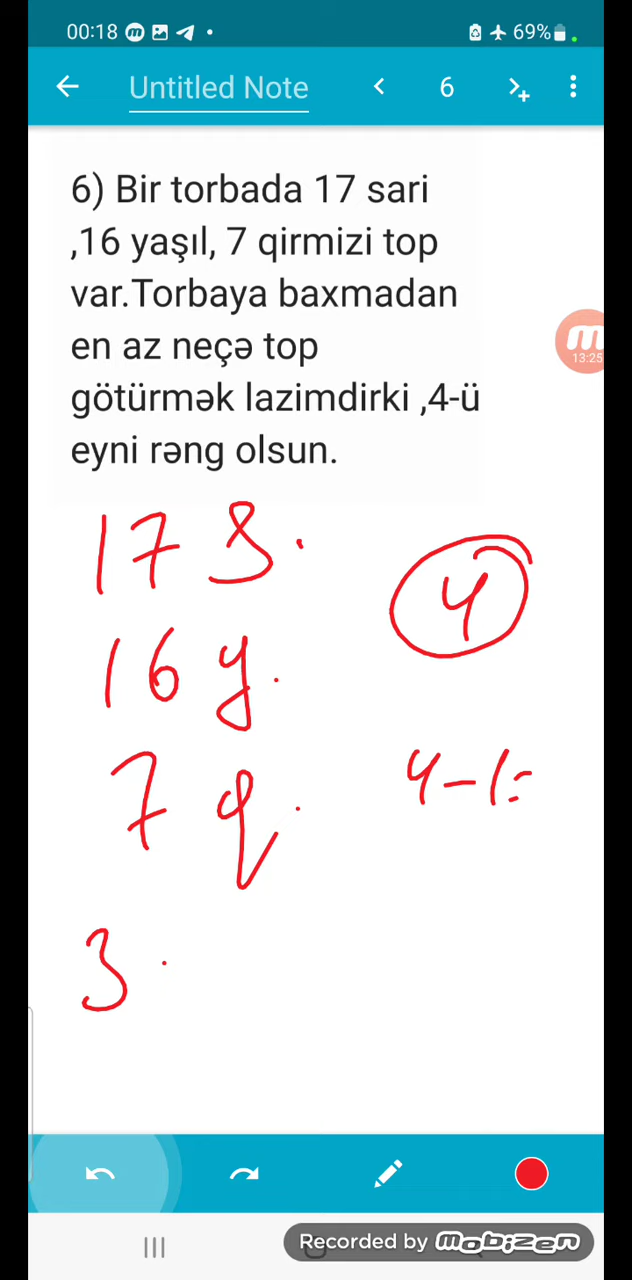 00:18 69%
Untitled Note < 6
6) Bir torbada 17 sari
,16 yaşıl, 7 qirmizi top
var.Torbaya baxmadan
en az neçə top
götürmək lazimdirki ,4-ü
eyni rəng olsun.
13:25
17 S.
4
16 y.
7 q.
4-1=
3.
Recorded by mobizen